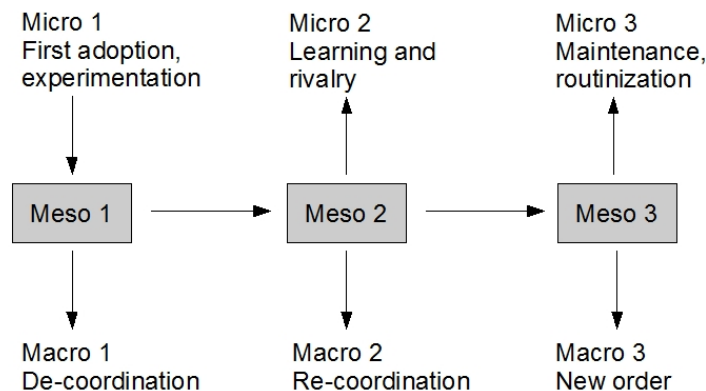 Micro 1
First adoption,
experimentation
Micro 2
Learning and
rivalry
Micro 3
Maintenance,
routinization
Meso 1
Meso 2
Meso 3
Macro 1
De-coordination
Macro 2
Re-coordination
Macro 3
New order